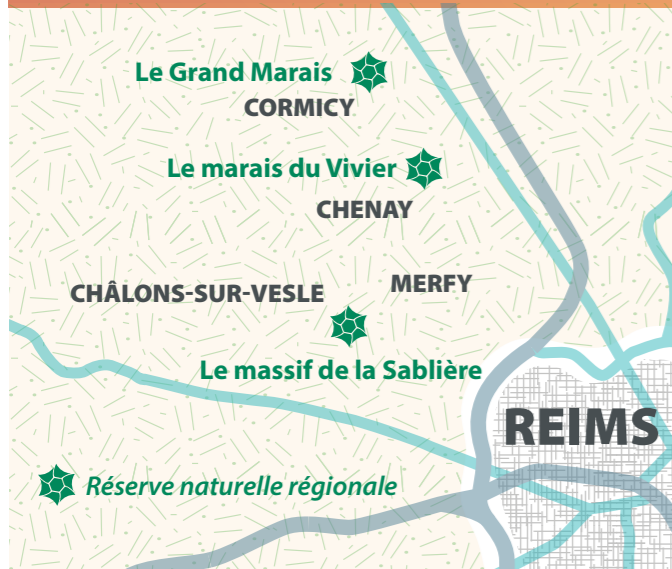 Le Grand Marais
CORMICY
Le marais du Vivier
CHENAY
MERFY
CHÂLONS-SUR-VESLE
Le massif de la Sablière
REIMS
Réserve naturelle régionale